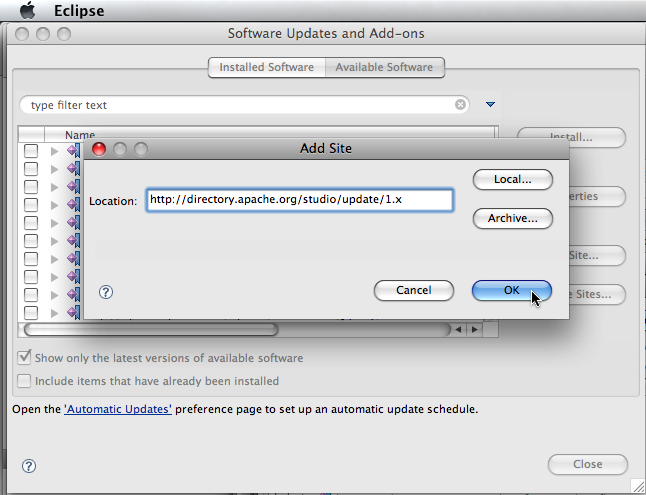 Eclipse
Software Updates and Add-ons
Installed Software Available Software
type filter text
Name
Install...
Add Site
Local...
Location: http://directory.apache.org/studio/update/1.x
erties
Archive...
Site...
Cancel OK
e Sites...
Show only the latest versions of available software
Include items that have already been installed
Open the 'Automatic Updates' preference page to set up an automatic update schedule.
? Close